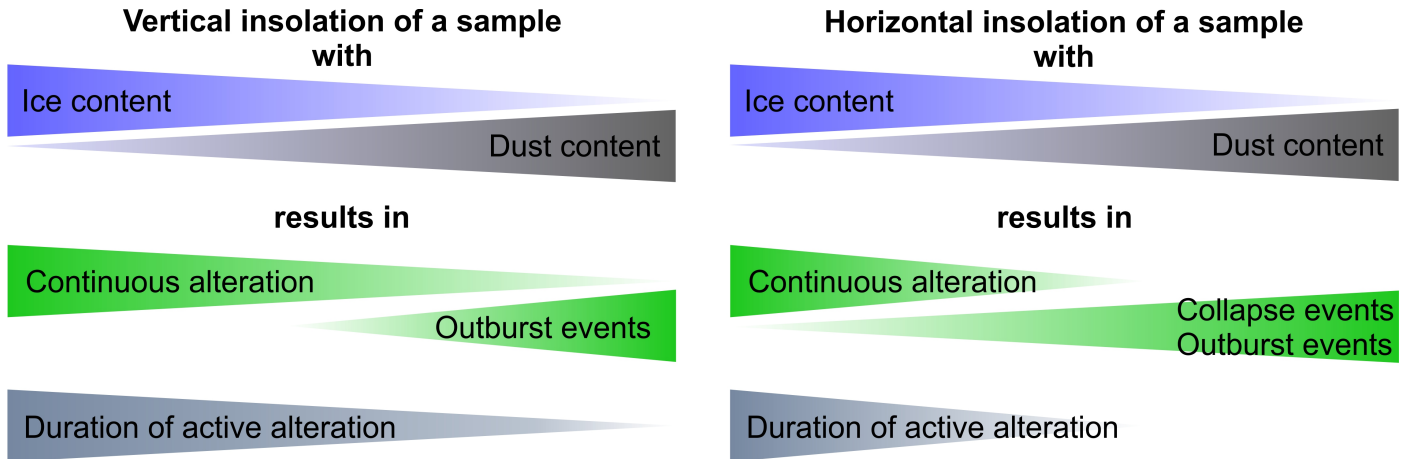 Vertical insolation of a sample
with
Ice content
Dust content
results in
Continuous alteration
Outburst events
Duration of active alteration
Horizontal insolation of a sample
with
Ice content
Dust content
results in
Continuous alteration
Collapse events
Outburst events
Duration of active alteration